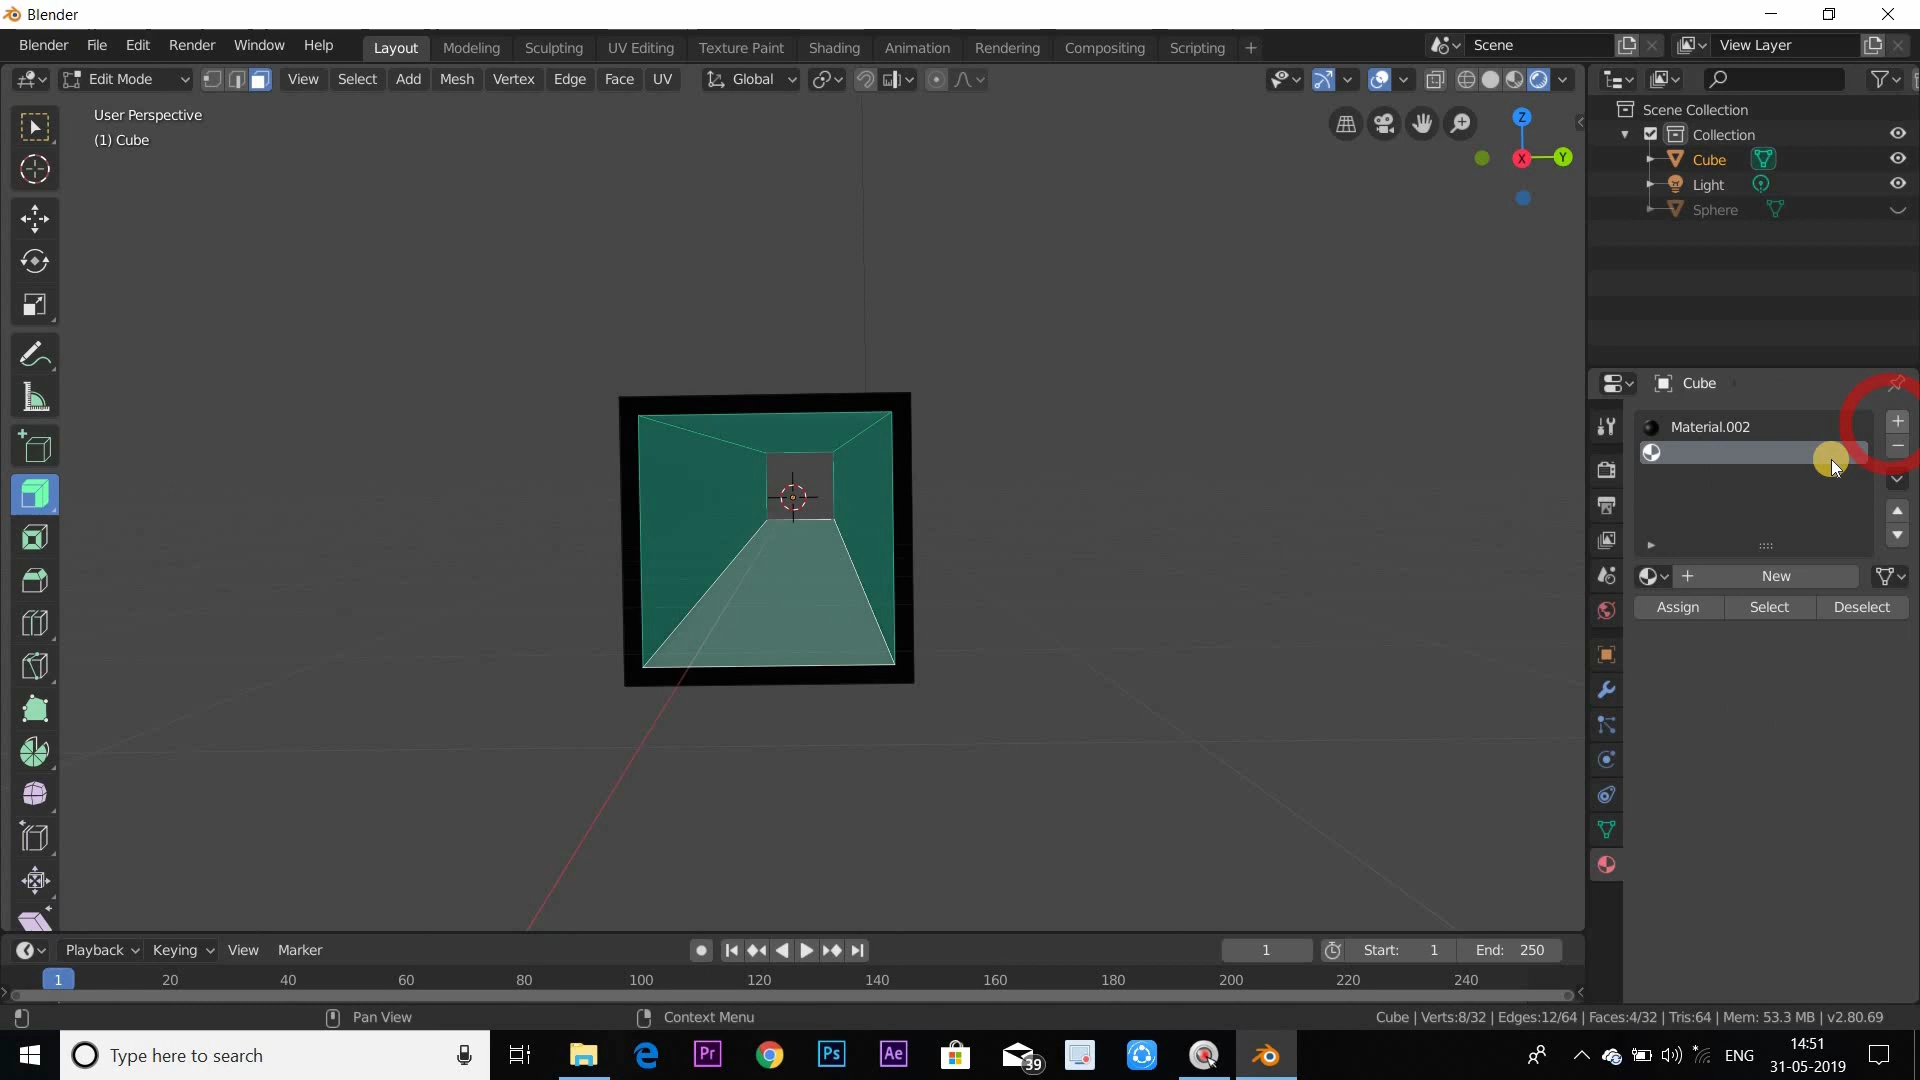 Blender
Blender File Edit Render Window Help Layout Modeling Sculpting UV Editing Texture Paint Shading Animation Rendering Compositing Scripting + Scene View Layer
Edit Mode View Select Add Mesh Vertex Edge Face UV Global
User Perspective
(1) Cube
Z
X
Y
Scene Collection
Collection
Cube
Light
Sphere
Cube
Material.002
New
Assign Select Deselect
Playback Keying View Marker 1 Start: 1 End: 250
1 20 40 60 80 100 120 140 160 180 200 220 240
Pan View Context Menu Cube | Verts:8/32 | Edges:12/64 | Faces:4/32 | Tris:64 | Mem: 53.3 MB | v2.80.69
Type here to search Pr Ps Ae 39 ENG 14:51
31-05-2019